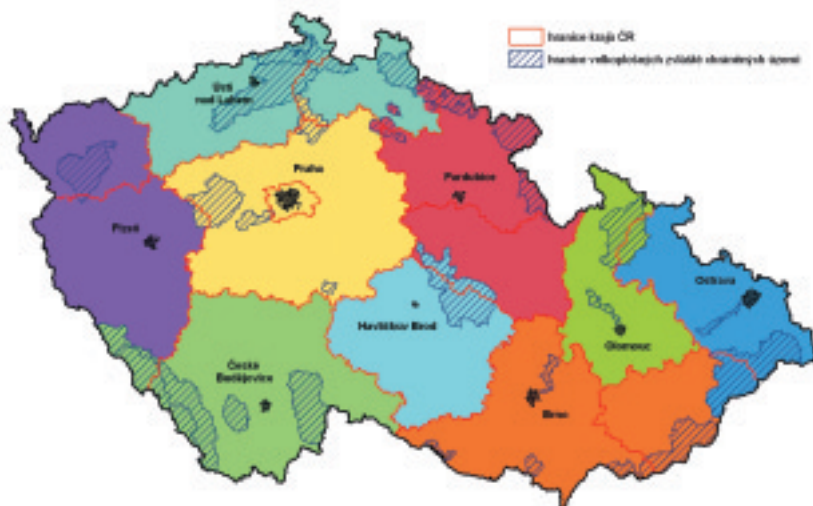 hranice krajů ČR
hranice velkoplošných zvláště chráněných území
Ústí
nad Labem
Praha
Pardubice
Plzeň
Ostrava
Havlíčkův Brod
Olomouc
České
Budějovice
Brno